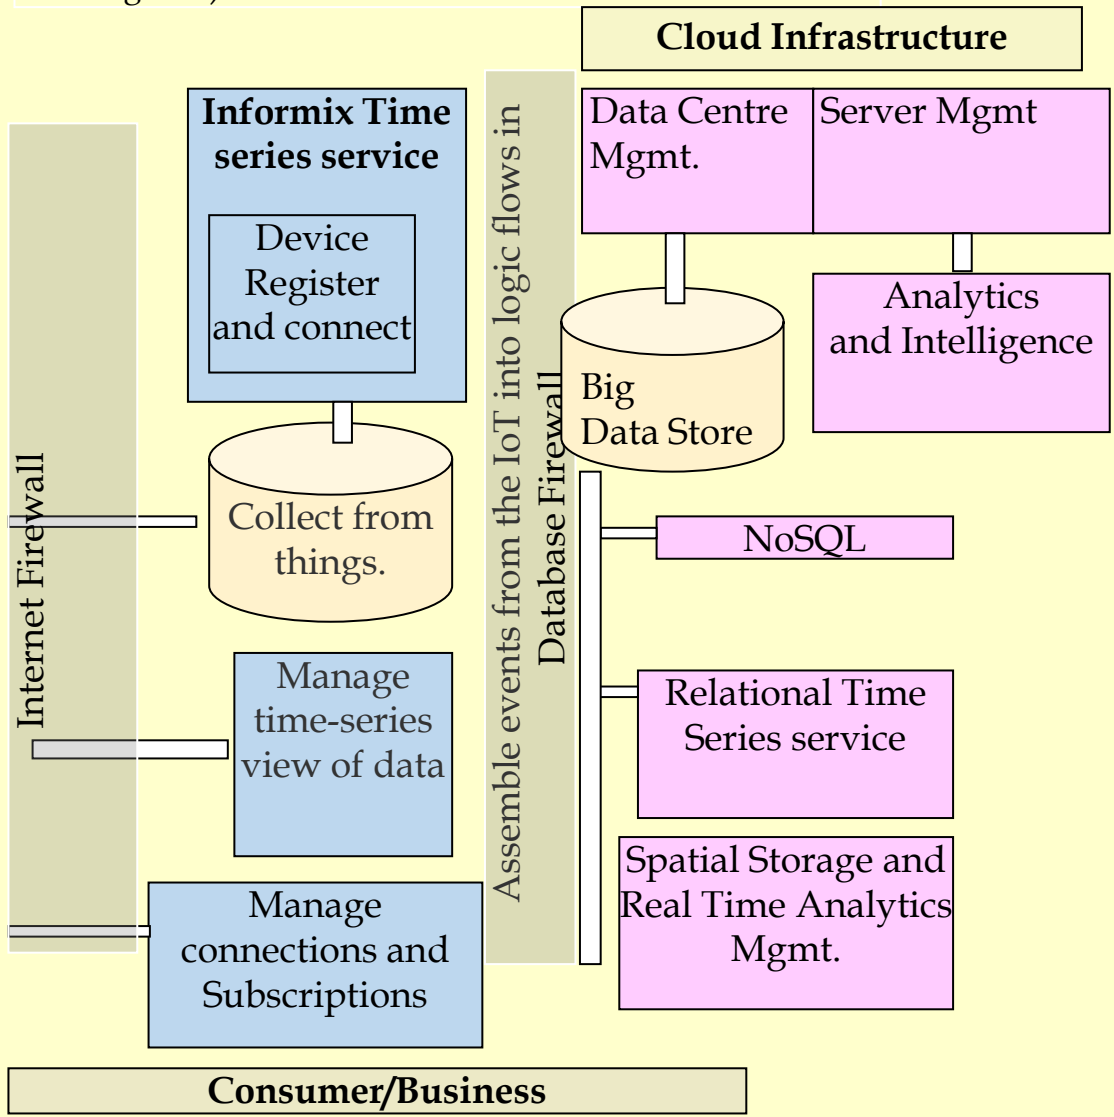 Cloud Infrastructure
Informix Time
series service
Device
Register
and connect
Collect from
things.
Manage
time-series
view of data
Manage
connections and
Subscriptions
Internet Firewall
Assemble events from the IoT into logic flows in
Database Firewall
Data Centre
Mgmt.
Server Mgmt
Analytics
and Intelligence
Big
Data Store
NoSQL
Relational Time
Series service
Spatial Storage and
Real Time Analytics
Mgmt.
Consumer/Business